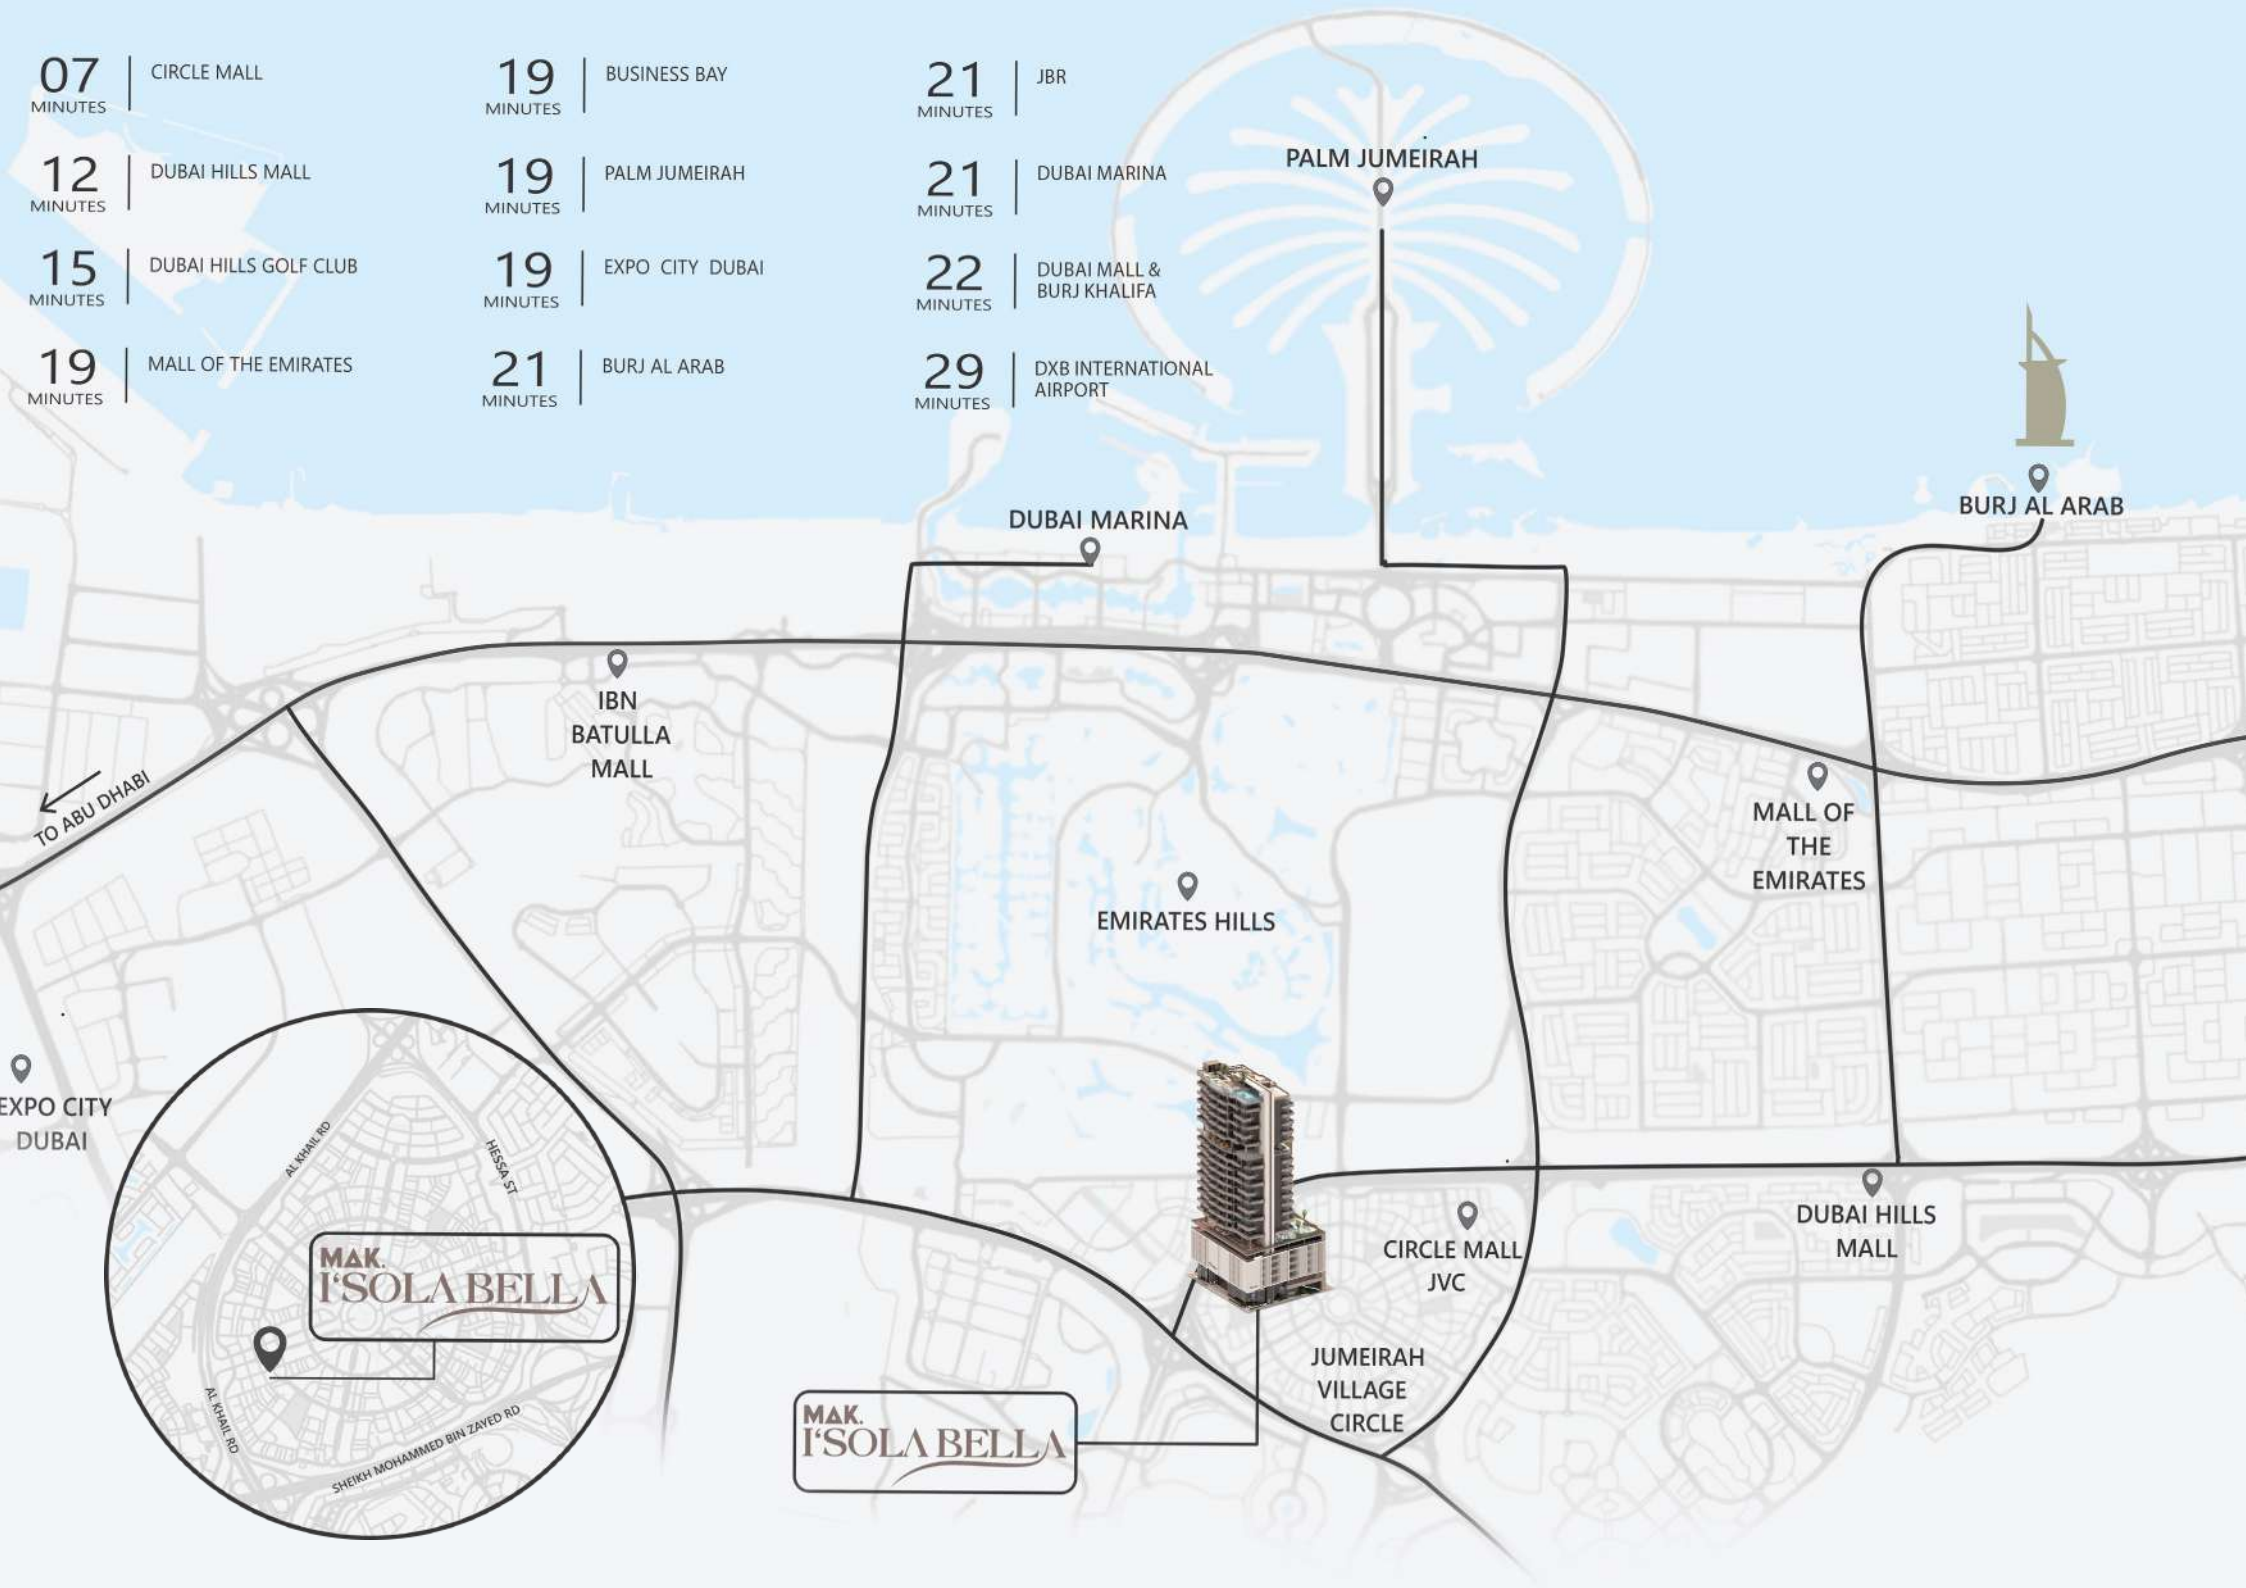 07
MINUTES
CIRCLE MALL
12
MINUTES
DUBAI HILLS MALL
15
MINUTES
DUBAI HILLS GOLF CLUB
19
MINUTES
MALL OF THE EMIRATES
19
MINUTES
BUSINESS BAY
19
MINUTES
PALM JUMEIRAH
19
MINUTES
EXPO CITY DUBAI
21
MINUTES
BURJ AL ARAB
21
MINUTES
JBR
21
MINUTES
DUBAI MARINA
22
MINUTES
DUBAI MALL &
BURJ KHALIFA
29
MINUTES
DXB INTERNATIONAL
AIRPORT
PALM JUMEIRAH
BURJ AL ARAB
DUBAI MARINA
IBN
BATULLA
MALL
TO ABU DHABI
MALL OF
THE
EMIRATES
EMIRATES HILLS
EXPO CITY
DUBAI
AL KHAIL RD
HESSA ST
MAK.
I'SOLA BELLA
AL KHAIL RD
SHEIKH MOHAMMED BIN ZAYED RD
CIRCLE MALL
JVC
DUBAI HILLS
MALL
JUMEIRAH
VILLAGE
CIRCLE
MAK.
I'SOLA BELLA